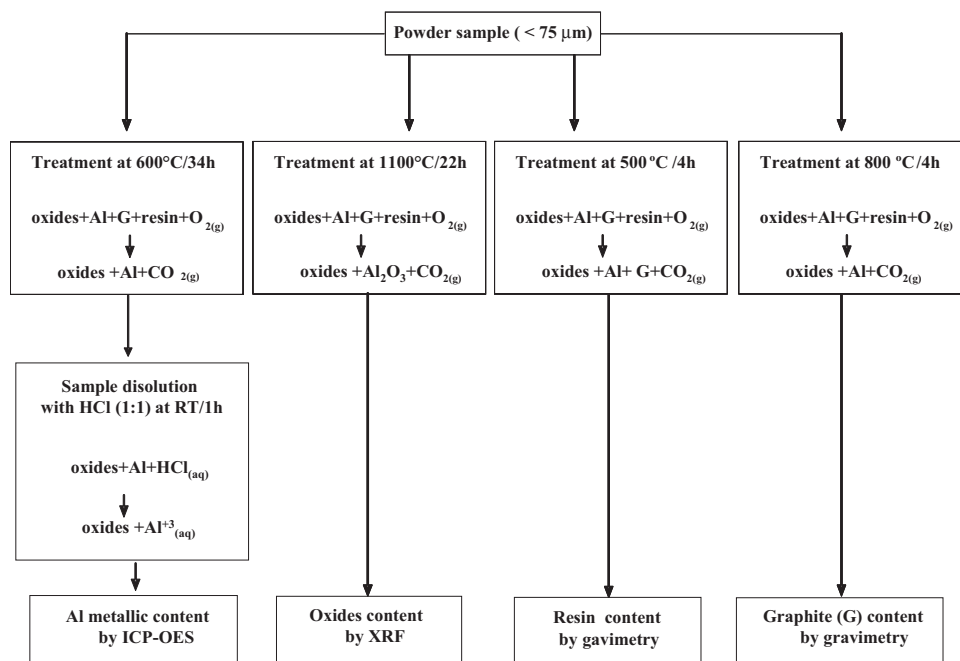 Powder sample ( < 75 μm)
Treatment at 600°C/34h
oxides+Al+G+resin+O 2(g)
oxides +Al+CO 2(g)
Sample disolution
with HCl (1:1) at RT/1h
oxides+Al+HCl(aq)
oxides +Al+3(aq)
Al metallic content
by ICP-OES
Treatment at 1100°C/22h
oxides+Al+G+resin+O 2(g)
oxides +Al2O3+CO2(g)
Oxides content
by XRF
Treatment at 500 ºC /4h
oxides+Al+G+resin+O 2(g)
oxides +Al+ G+CO2(g)
Resin content
by gavimetry
Treatment at 800 ºC /4h
oxides+Al+G+resin+O 2(g)
oxides +Al+CO2(g)
Graphite (G) content
by gravimetry